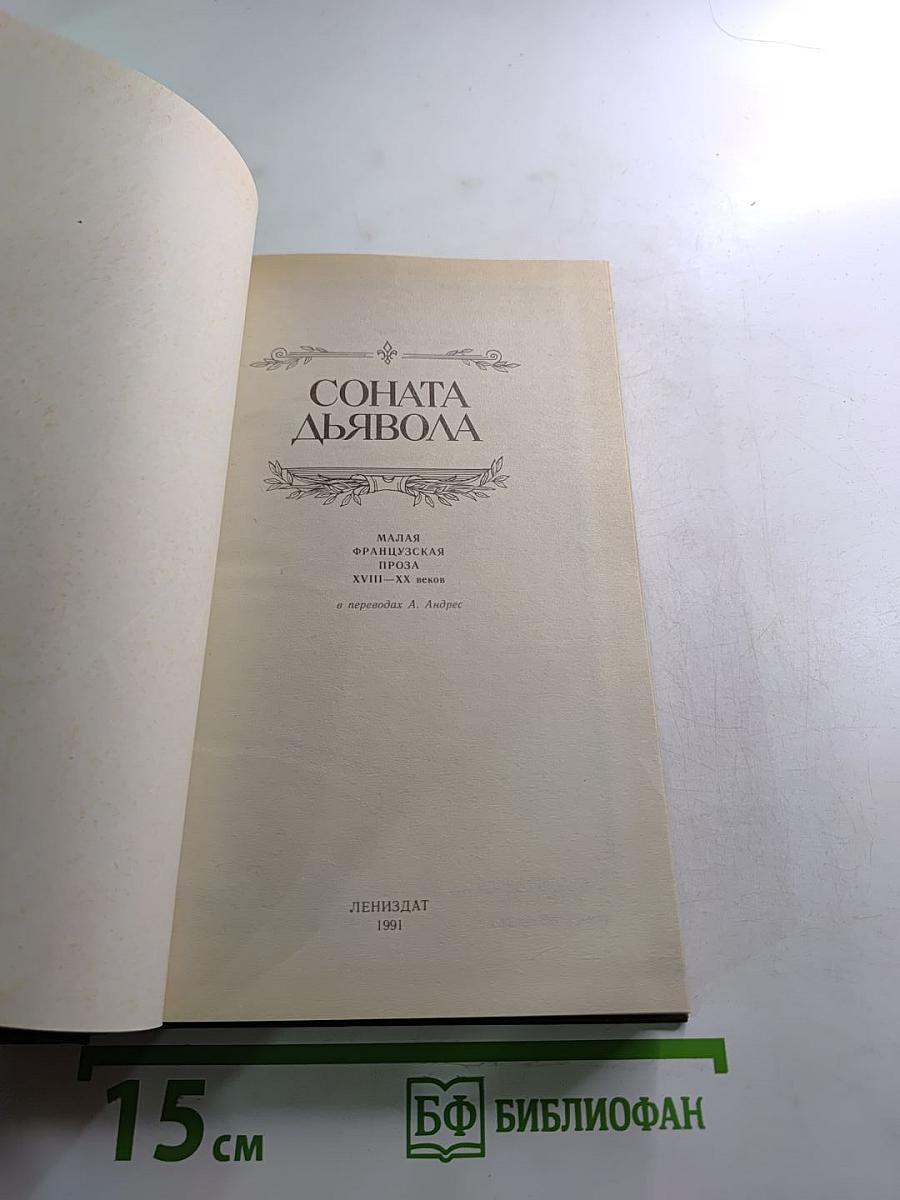 СОНАТА
ДЬЯВОЛА
МАЛАЯ
ФРАНЦУЗСКАЯ
ПРОЗА
XVIII—XX веков
в переводах А. Андрес
ЛЕНИЗДАТ
1991
15 см
БФ БИБЛИОФАН